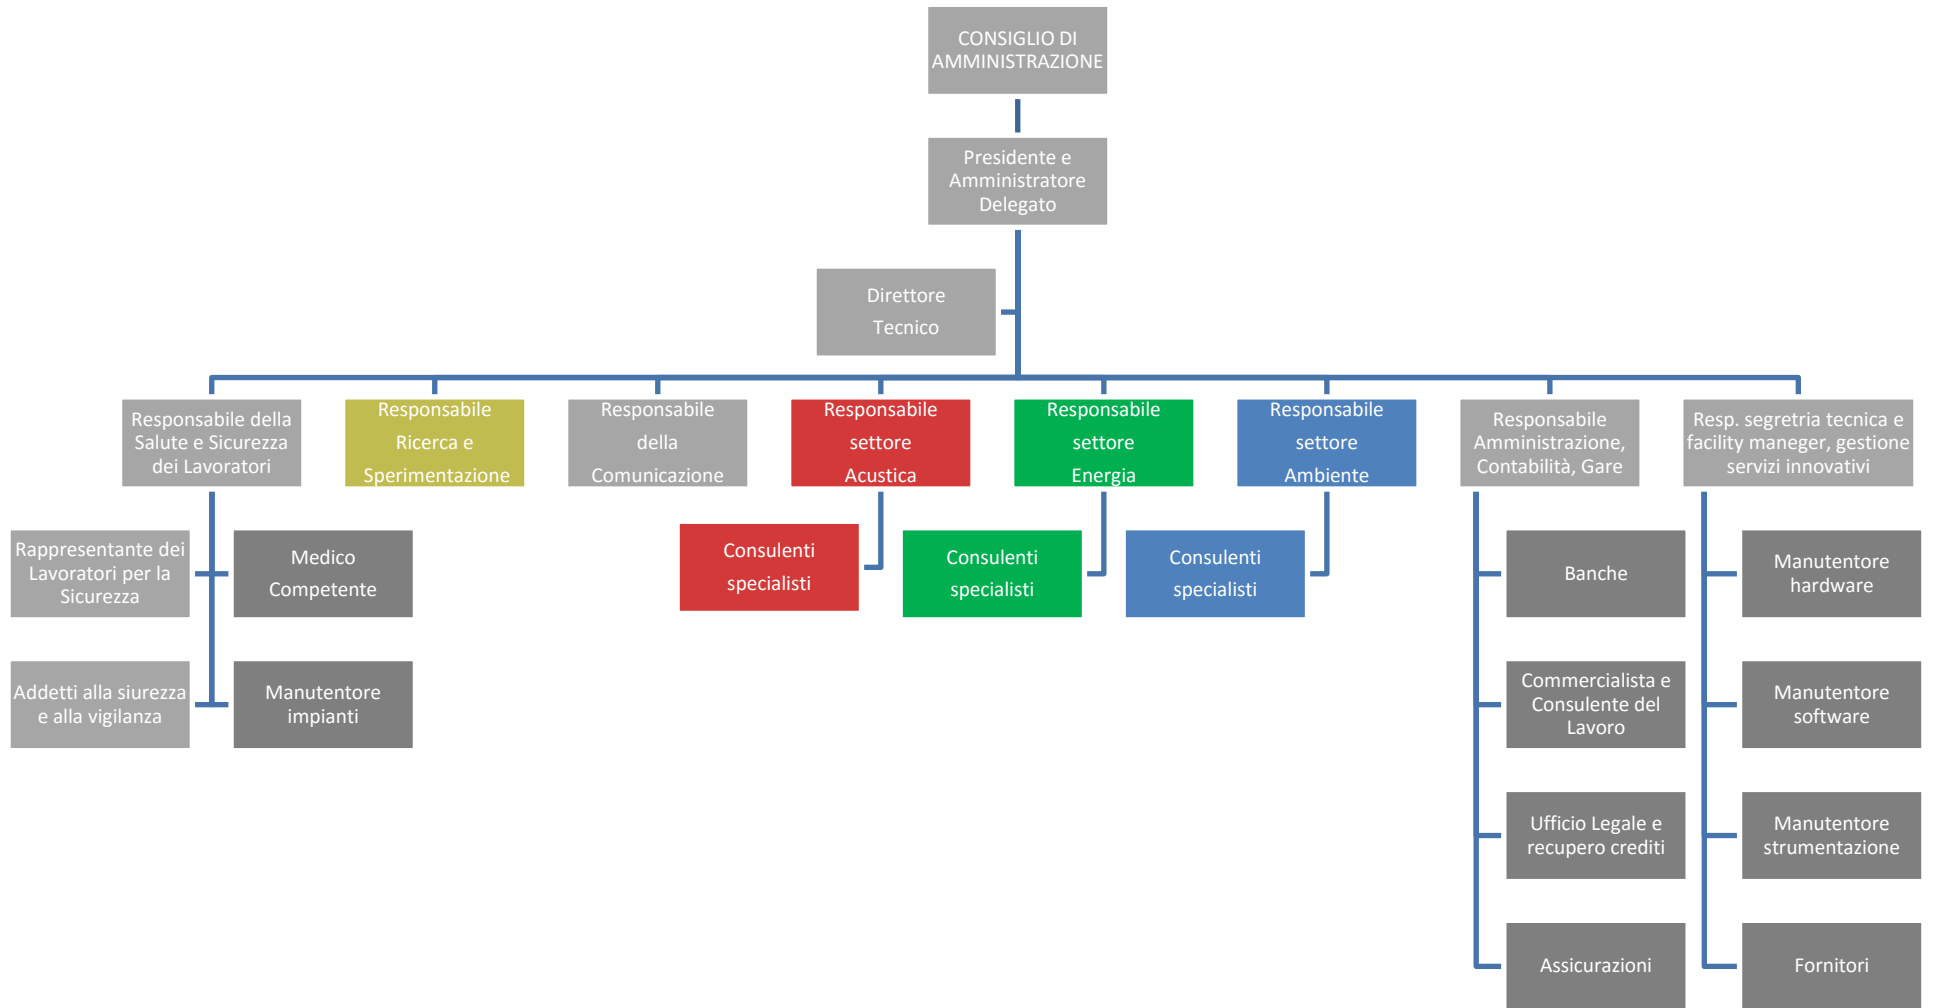 CONSIGLIO DI
AMMINISTRAZIONE
Presidente e
Amministratore
Delegato
Direttore
Tecnico
Responsabile della
Salute e Sicurezza
dei Lavoratori
Responsabile
Ricerca e
Sperimentazione
Responsabile
della
Comunicazione
Responsabile
settore
Acustica
Responsabile
settore
Energia
Responsabile
settore
Ambiente
Responsabile
Amministrazione,
Contabilità, Gare
Resp. segretria tecnica e
facility maneger, gestione
servizi innovativi
Rappresentante dei
Lavoratori per la
Sicurezza
Medico
Competente
Consulenti
specialisti
Consulenti
specialisti
Consulenti
specialisti
Banche
Manutentore
hardware
Addetti alla siurezza
e alla vigilanza
Manutentore
impianti
Commercialista e
Consulente del
Lavoro
Manutentore
software
Ufficio Legale e
recupero crediti
Manutentore
strumentazione
Assicurazioni
Fornitori